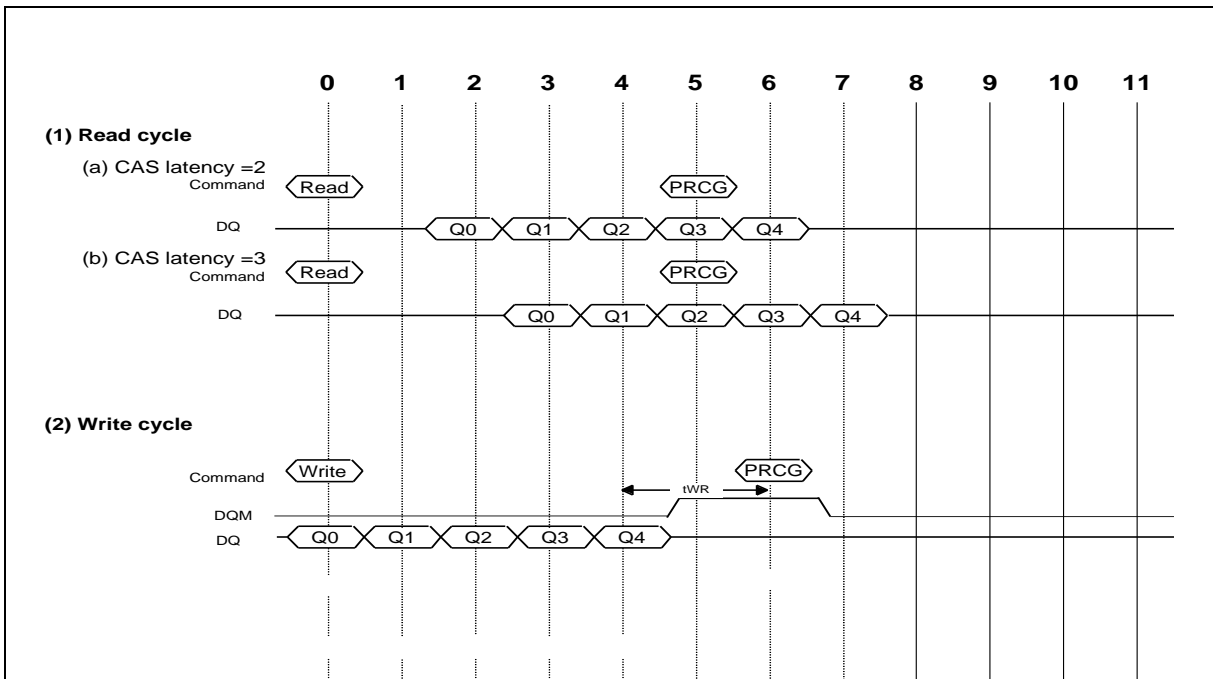 0 1 2 3 4 5 6 7 8 9 10 11
(1) Read cycle
(a) CAS latency =2
Command Read PRCG
DQ Q0 Q1 Q2 Q3 Q4
(b) CAS latency =3
Command Read PRCG
DQ Q0 Q1 Q2 Q3 Q4
(2) Write cycle
Command Write PRCG
tWR
DQM
DQ Q0 Q1 Q2 Q3 Q4